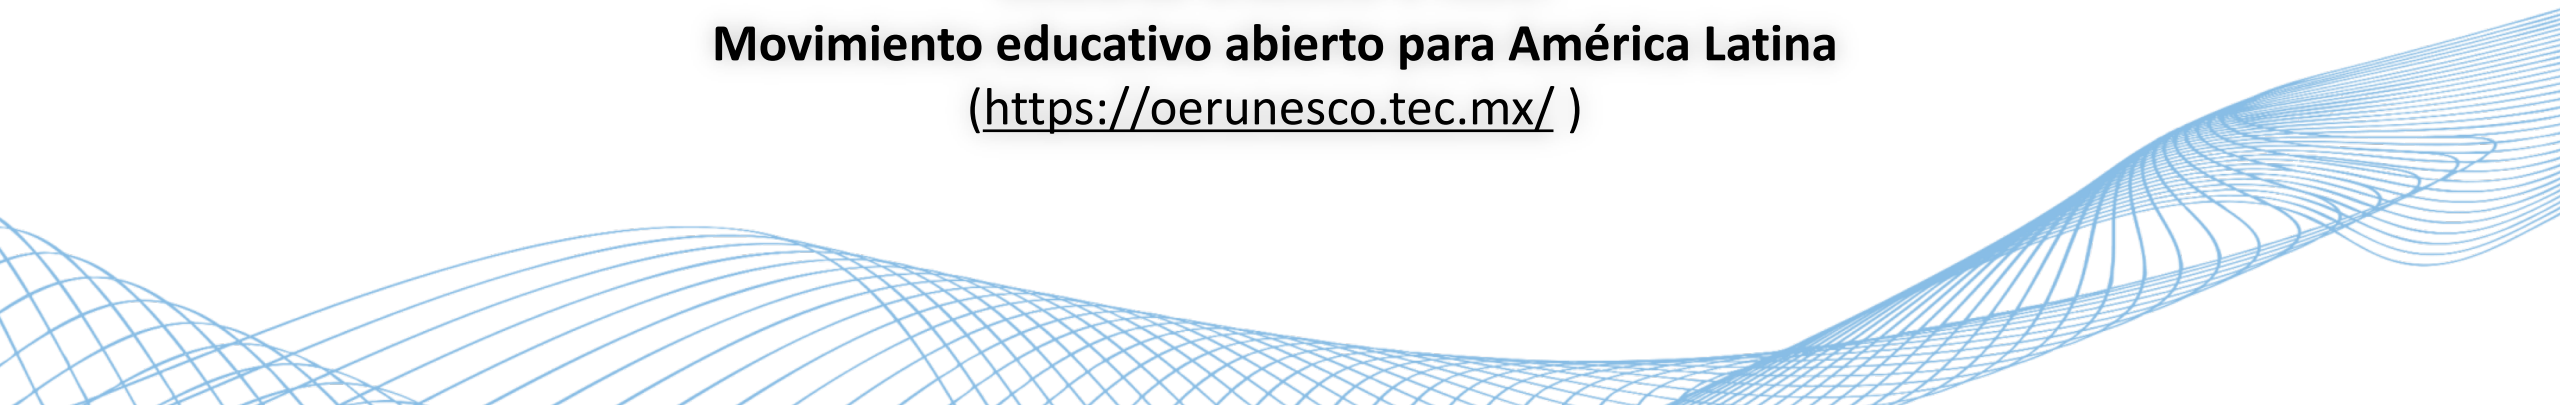 Movimiento educativo abierto para América Latina
(https://oerunesco.tec.mx/ )